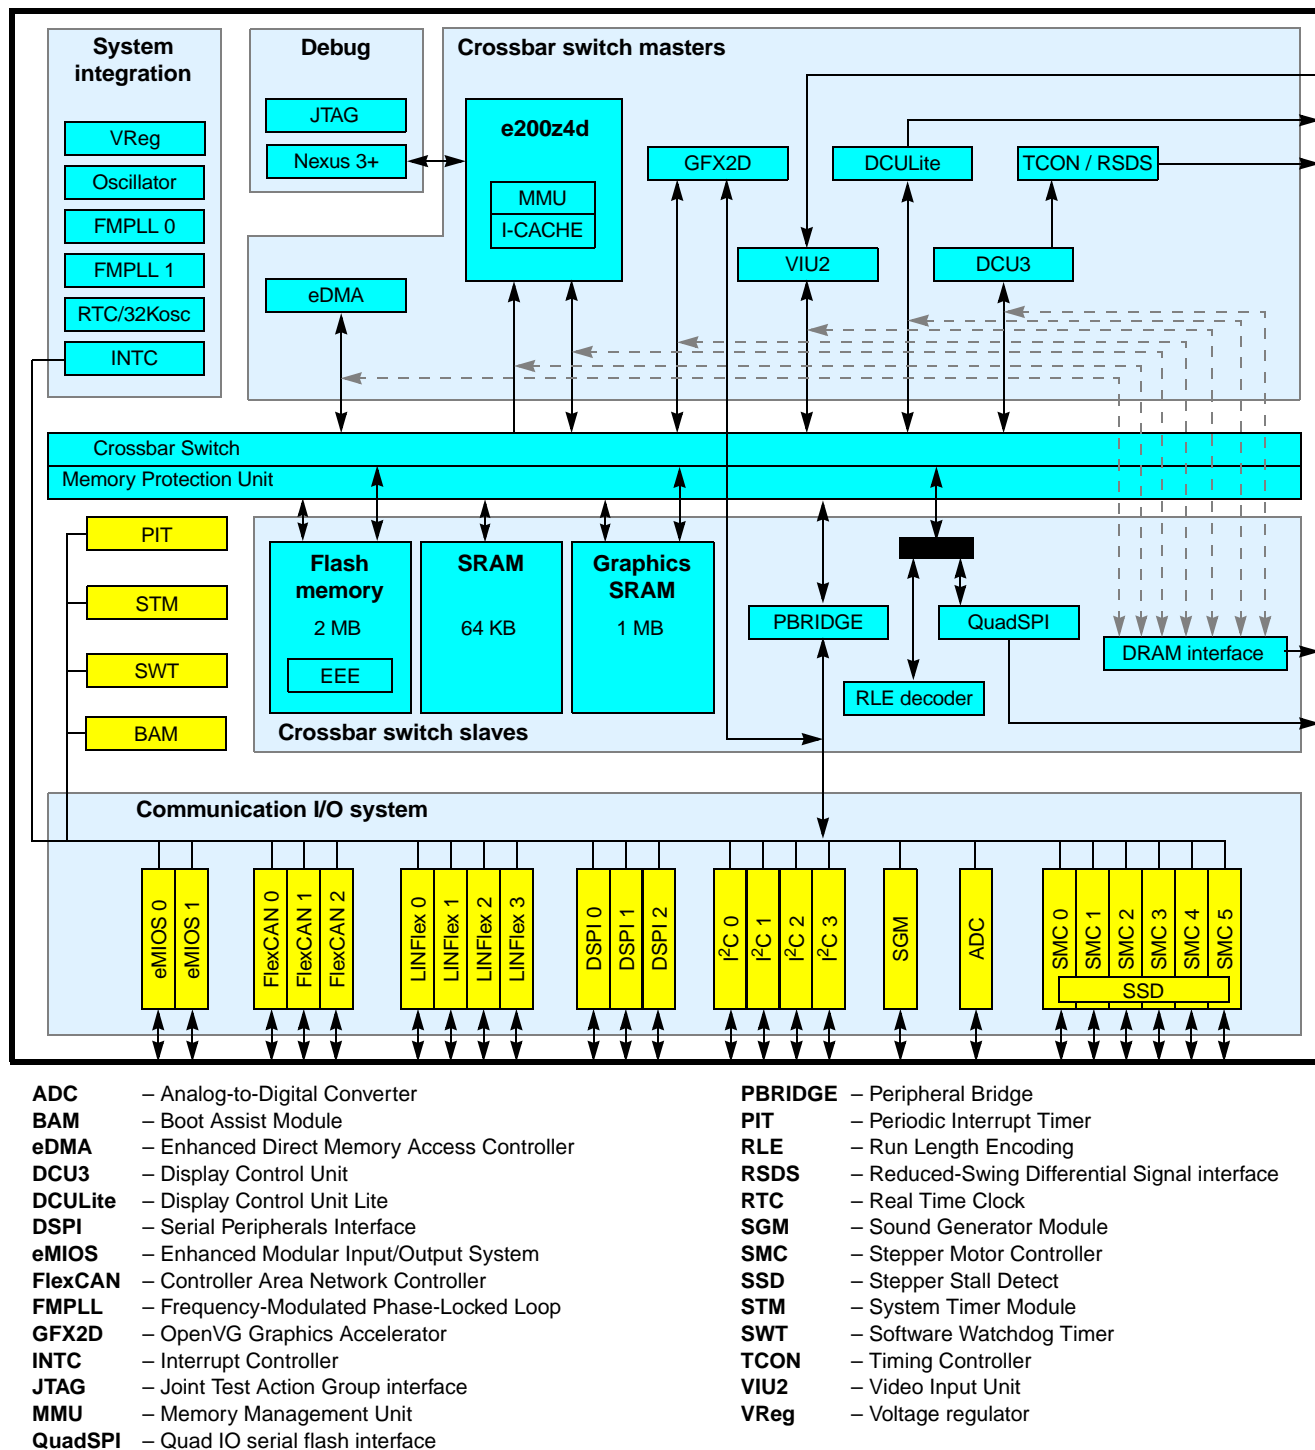 System
integration
VReg
Oscillator
FMPLL 0
FMPLL 1
RTC/32Kosc
INTC
Debug
JTAG
Nexus 3+
Crossbar switch masters
e200z4d
MMU
I-CACHE
GFX2D
DCULite
TCON / RSDS
VIU2
DCU3
eDMA
Crossbar Switch
Memory Protection Unit
PIT
STM
SWT
BAM
Flash
memory
2 MB
EEE
SRAM
64 KB
Graphics
SRAM
1 MB
PBRIDGE
QuadSPI
RLE decoder
DRAM interface
Crossbar switch slaves
Communication I/O system
eMIOS 0
eMIOS 1
FlexCAN 0
FlexCAN 1
FlexCAN 2
LINFlex 0
LINFlex 1
LINFlex 2
LINFlex 3
DSPI 0
DSPI 1
DSPI 2
I²C 0
I²C 1
I²C 2
I²C 3
SGM
ADC
SMC 0
SMC 1
SMC 2
SMC 3
SMC 4
SMC 5
SSD
ADC – Analog-to-Digital Converter
BAM – Boot Assist Module
eDMA – Enhanced Direct Memory Access Controller
DCU3 – Display Control Unit
DCULite – Display Control Unit Lite
DSPI – Serial Peripherals Interface
eMIOS – Enhanced Modular Input/Output System
FlexCAN – Controller Area Network Controller
FMPLL – Frequency-Modulated Phase-Locked Loop
GFX2D – OpenVG Graphics Accelerator
INTC – Interrupt Controller
JTAG – Joint Test Action Group interface
MMU – Memory Management Unit
QuadSPI – Quad IO serial flash interface
PBRIDGE – Peripheral Bridge
PIT – Periodic Interrupt Timer
RLE – Run Length Encoding
RSDS – Reduced-Swing Differential Signal interface
RTC – Real Time Clock
SGM – Sound Generator Module
SMC – Stepper Motor Controller
SSD – Stepper Stall Detect
STM – System Timer Module
SWT – Software Watchdog Timer
TCON – Timing Controller
VIU2 – Video Input Unit
VReg – Voltage regulator